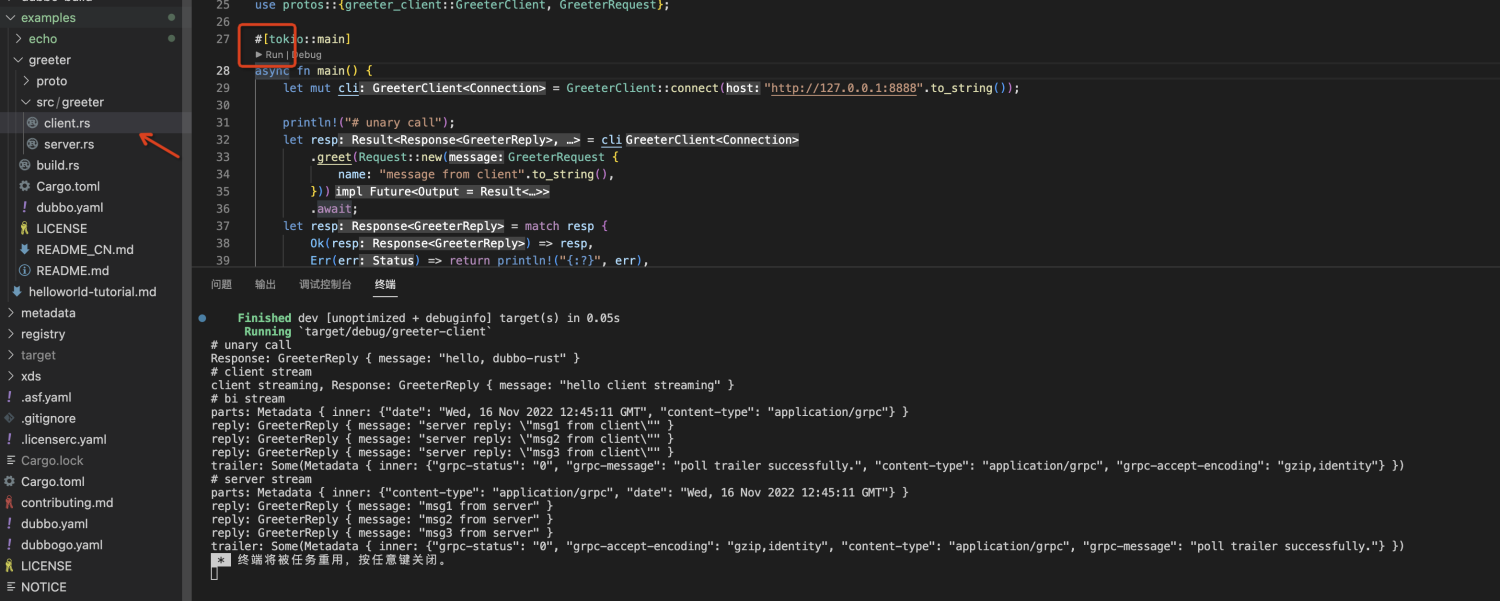 examples
echo
greeter
proto
src/greeter
client.rs
server.rs
build.rs
Cargo.toml
! dubbo.yaml
LICENSE
README_CN.md
README.md
helloworld-tutorial.md
metadata
registry
target
xds
! .asf.yaml
.gitignore
! .licenserc.yaml
Cargo.lock
Cargo.toml
contributing.md
! dubbo.yaml
! dubbogo.yaml
LICENSE
NOTICE
25 use protos::{greeter_client::GreeterClient, GreeterRequest};
26
27 #[tokio::main]
▶ Run | Debug
28 async fn main() {
29 let mut cli: GreeterClient<Connection> = GreeterClient::connect(host: "http://127.0.0.1:8888".to_string());
30
31 println!("# unary call");
32 let resp: Result<Response<GreeterReply>, …> = cli GreeterClient<Connection>
33 .greet(Request::new(message: GreeterRequest {
34 name: "message from client".to_string(),
35 })) impl Future<Output = Result<…>>
36 .await;
37 let resp: Response<GreeterReply> = match resp {
38 Ok(resp: Response<GreeterReply>) => resp,
39 Err(err: Status) => return println!("{:?}", err),
问题 输出 调试控制台 终端
Finished dev [unoptimized + debuginfo] target(s) in 0.05s
Running `target/debug/greeter-client`
# unary call
Response: GreeterReply { message: "hello, dubbo-rust" }
# client stream
client streaming, Response: GreeterReply { message: "hello client streaming" }
# bi stream
parts: Metadata { inner: {"date": "Wed, 16 Nov 2022 12:45:11 GMT", "content-type": "application/grpc"} }
reply: GreeterReply { message: "server reply: \"msg1 from client\"" }
reply: GreeterReply { message: "server reply: \"msg2 from client\"" }
reply: GreeterReply { message: "server reply: \"msg3 from client\"" }
trailer: Some(Metadata { inner: {"grpc-status": "0", "grpc-message": "poll trailer successfully.", "content-type": "application/grpc", "grpc-accept-encoding": "gzip,identity"} })
# server stream
parts: Metadata { inner: {"content-type": "application/grpc", "date": "Wed, 16 Nov 2022 12:45:11 GMT"} }
reply: GreeterReply { message: "msg1 from server" }
reply: GreeterReply { message: "msg2 from server" }
reply: GreeterReply { message: "msg3 from server" }
trailer: Some(Metadata { inner: {"grpc-status": "0", "grpc-accept-encoding": "gzip,identity", "content-type": "application/grpc", "grpc-message": "poll trailer successfully."} })
* 终端将被任务重用，按任意键关闭。